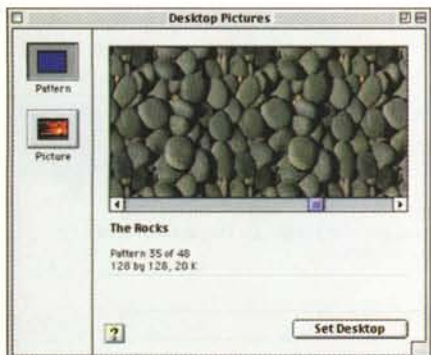 Desktop Pictures
Pattern
Picture
The Rocks
Pattern 35 of 48
128 by 128, 20 K
?
Set Desktop